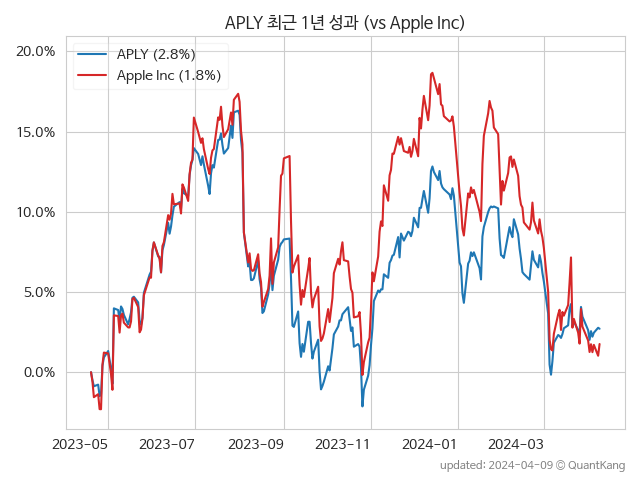 APLY 최근 1년 성과 (vs Apple Inc)
APLY (2.8%)
Apple Inc (1.8%)
20.0%
15.0%
10.0%
5.0%
0.0%
2023-05 2023-07 2023-09 2023-11 2024-01 2024-03
updated: 2024-04-09 © QuantKang